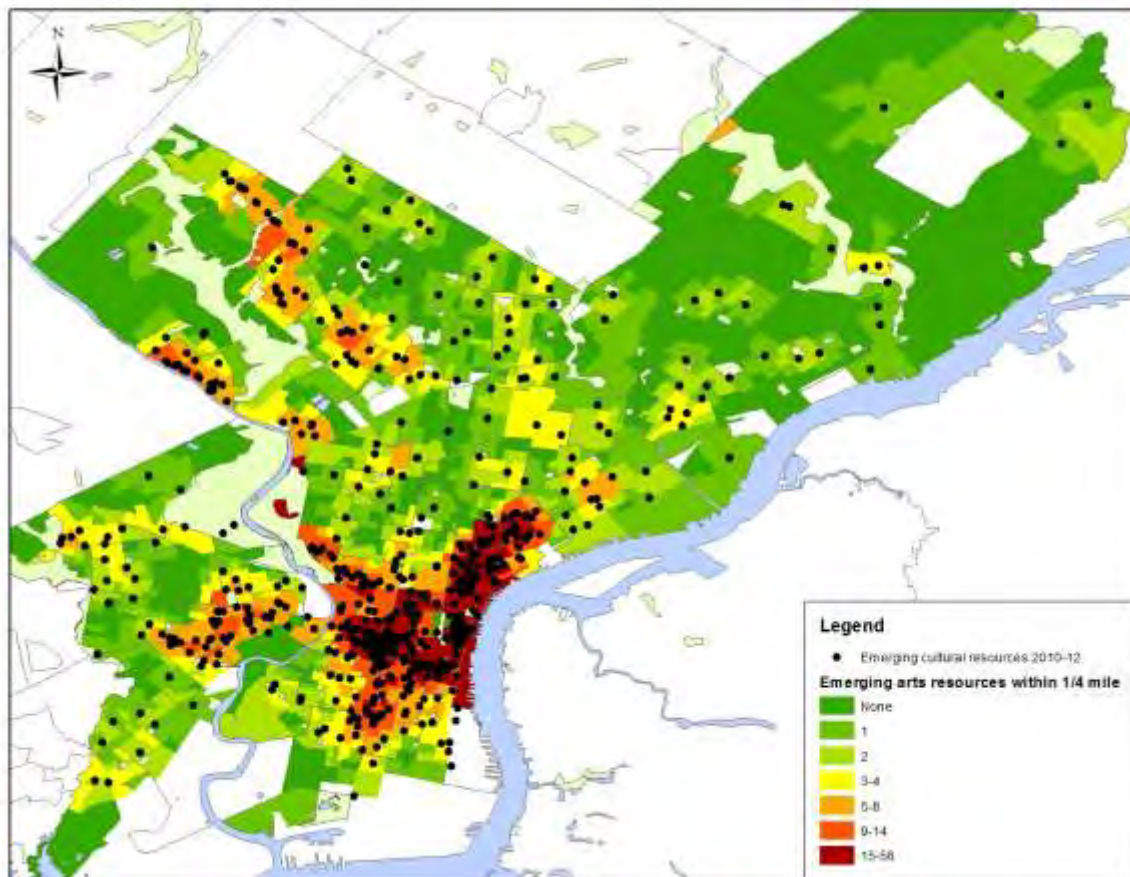 N
Legend
Emerging cultural resources 2010-12
Emerging arts resources within 1/4 mile
None
1
2
3-4
5-8
9-14
15-58